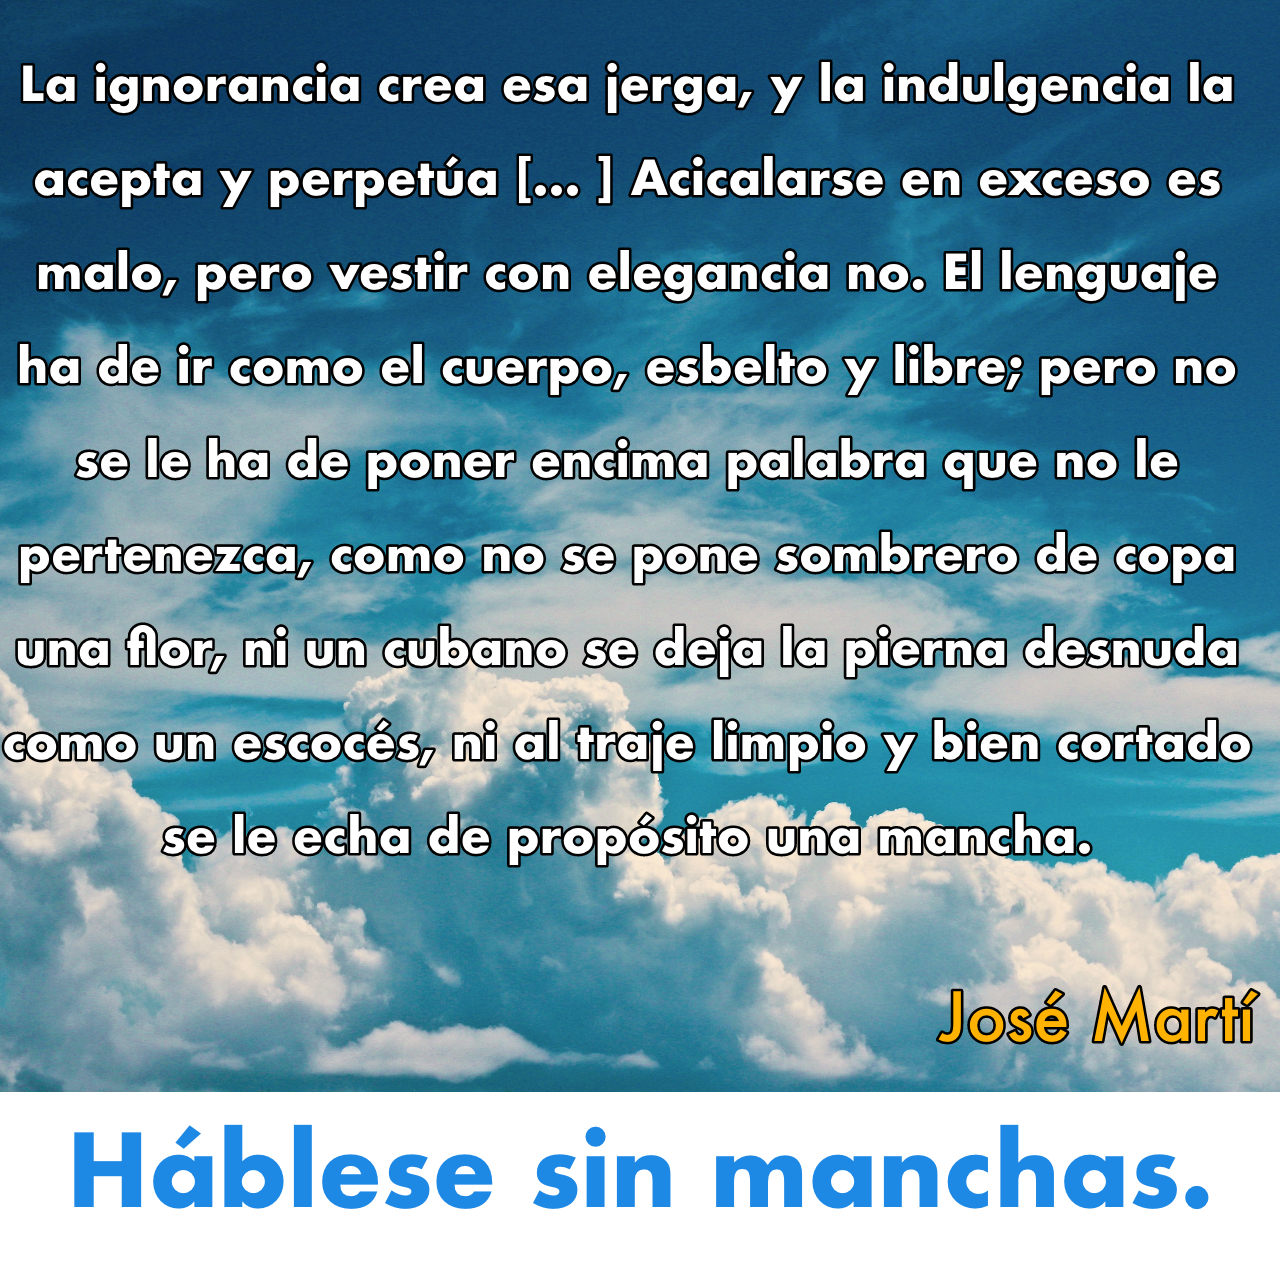 La ignorancia crea esa jerga, y la indulgencia la
acepta y perpetúa [... ] Acicalarse en exceso es
malo, pero vestir con elegancia no. El lenguaje
ha de ir como el cuerpo, esbelto y libre; pero no
se le ha de poner encima palabra que no le
pertenezca, como no se pone sombrero de copa
una flor, ni un cubano se deja la pierna desnuda
como un escocés, ni al traje limpio y bien cortado
se le echa de propósito una mancha.
José Martí
Háblese sin manchas.